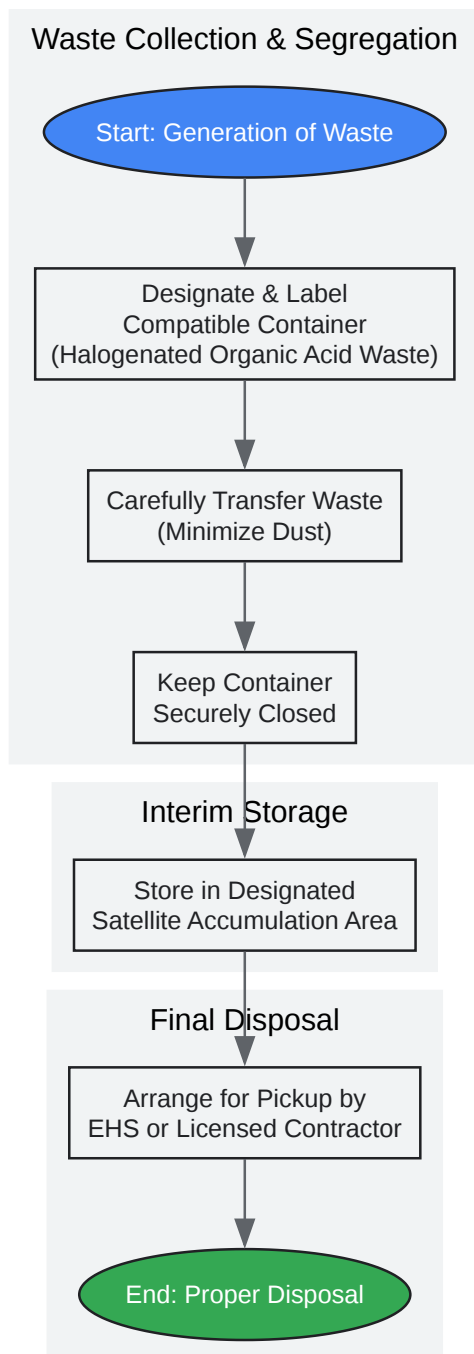 Waste Collection & Segregation
Start: Generation of Waste
Designate & Label
Compatible Container
(Halogenated Organic Acid Waste)
Carefully Transfer Waste
(Minimize Dust)
Keep Container
Securely Closed
Interim Storage
Store in Designated
Satellite Accumulation Area
Final Disposal
Arrange for Pickup by
EHS or Licensed Contractor
End: Proper Disposal